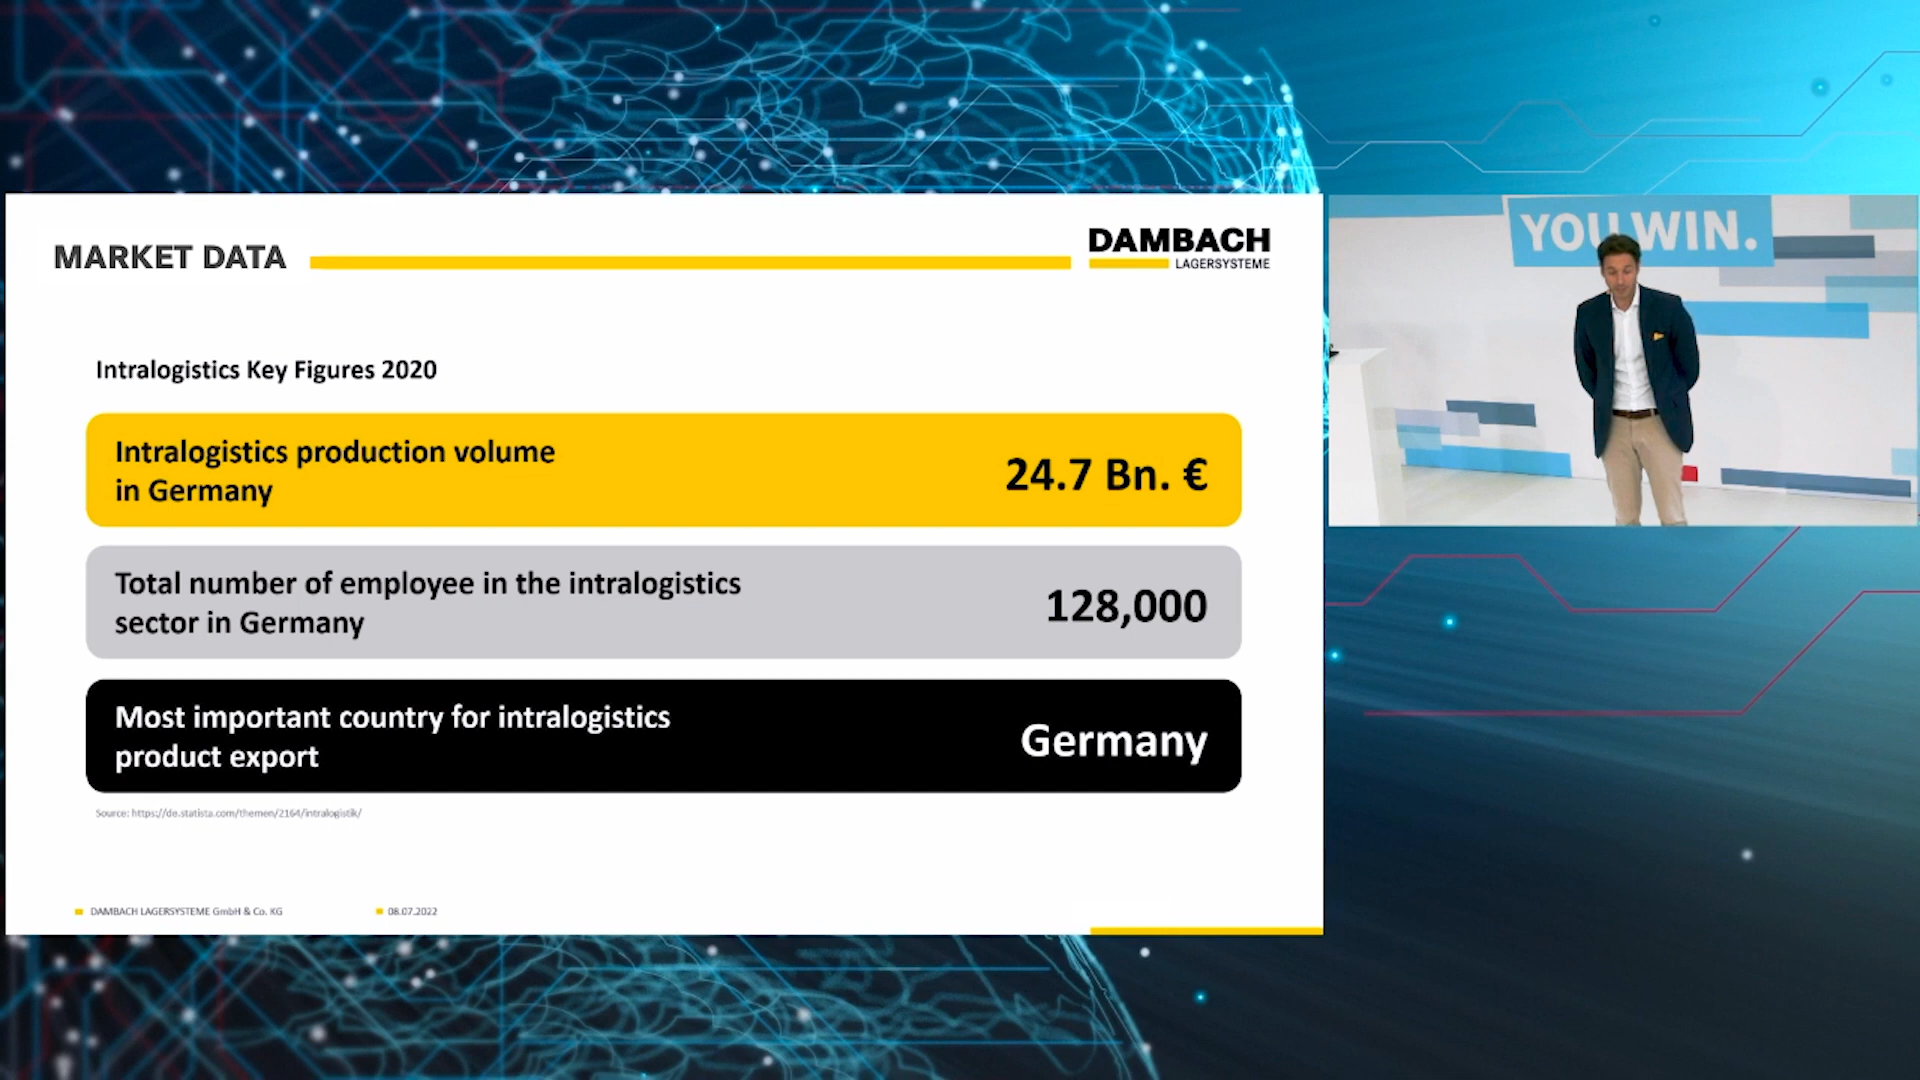 MARKET DATA
DAMBACH
LAGERSYSTEME
Intralogistics Key Figures 2020
Intralogistics production volume
in Germany
24.7 Bn. €
Total number of employee in the intralogistics
sector in Germany
128,000
Most important country for intralogistics
product export
Germany
Source: https://de.statista.com/themen/2164/intralogistik/
DAMBACH LAGERSYSTEME GmbH & Co. KG
08.07.2022
YOU WIN.